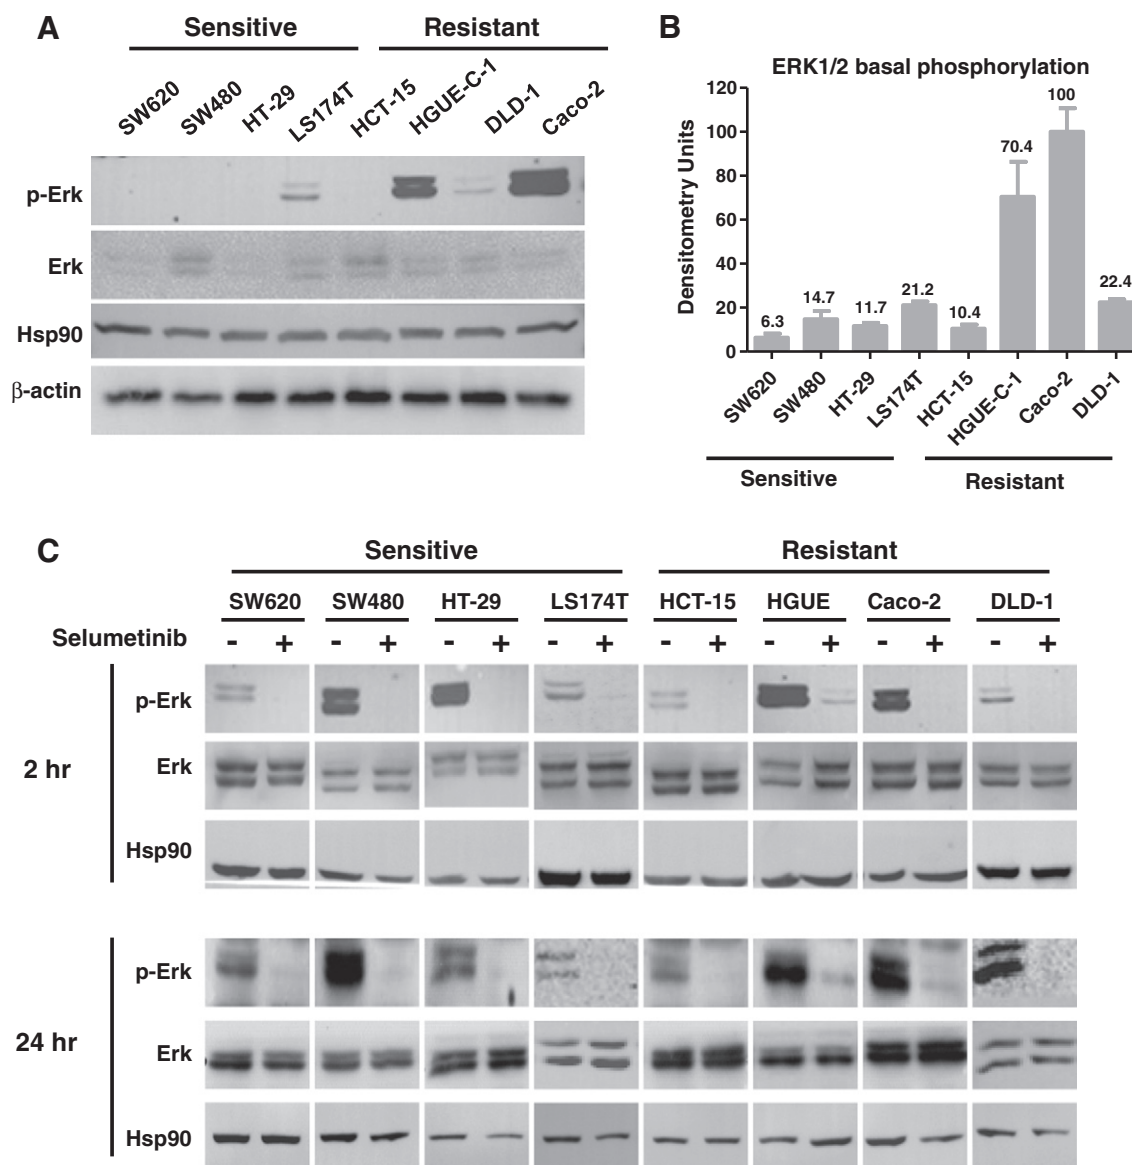 A
Sensitive
Resistant
SW620
SW480
HT-29
LS174T
HCT-15
HGUE-C-1
DLD-1
Caco-2
p-Erk
Erk
Hsp90
β-actin
B
ERK1/2 basal phosphorylation
Densitometry Units
120
100
80
60
40
20
0
6.3
14.7
11.7
21.2
10.4
70.4
100
22.4
SW620
SW480
HT-29
LS174T
HCT-15
HGUE-C-1
Caco-2
DLD-1
Sensitive
Resistant
C
Sensitive
Resistant
SW620 SW480 HT-29 LS174T HCT-15 HGUE Caco-2 DLD-1
Selumetinib - + - + - + - + - + - + - + - +
2 hr
p-Erk
Erk
Hsp90
24 hr
p-Erk
Erk
Hsp90